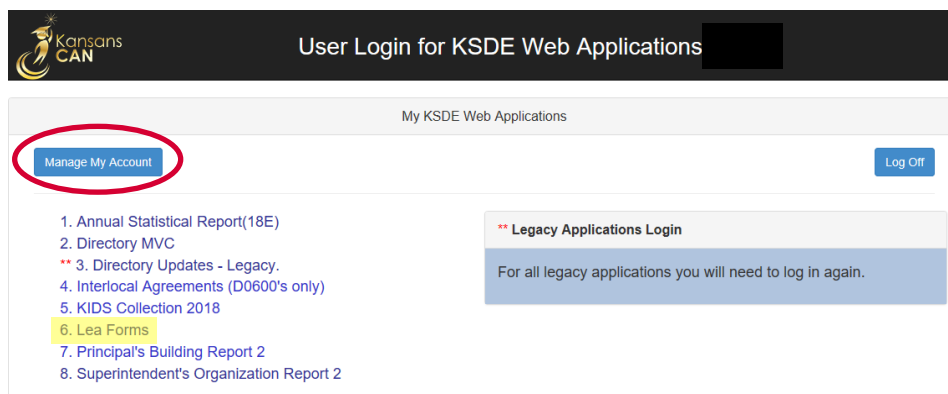 Kansans
CAN
User Login for KSDE Web Applications
My KSDE Web Applications
Manage My Account
Log Off
1. Annual Statistical Report(18E)
2. Directory MVC
** 3. Directory Updates - Legacy.
4. Interlocal Agreements (D0600's only)
5. KIDS Collection 2018
6. Lea Forms
7. Principal's Building Report 2
8. Superintendent's Organization Report 2
** Legacy Applications Login
For all legacy applications you will need to log in again.